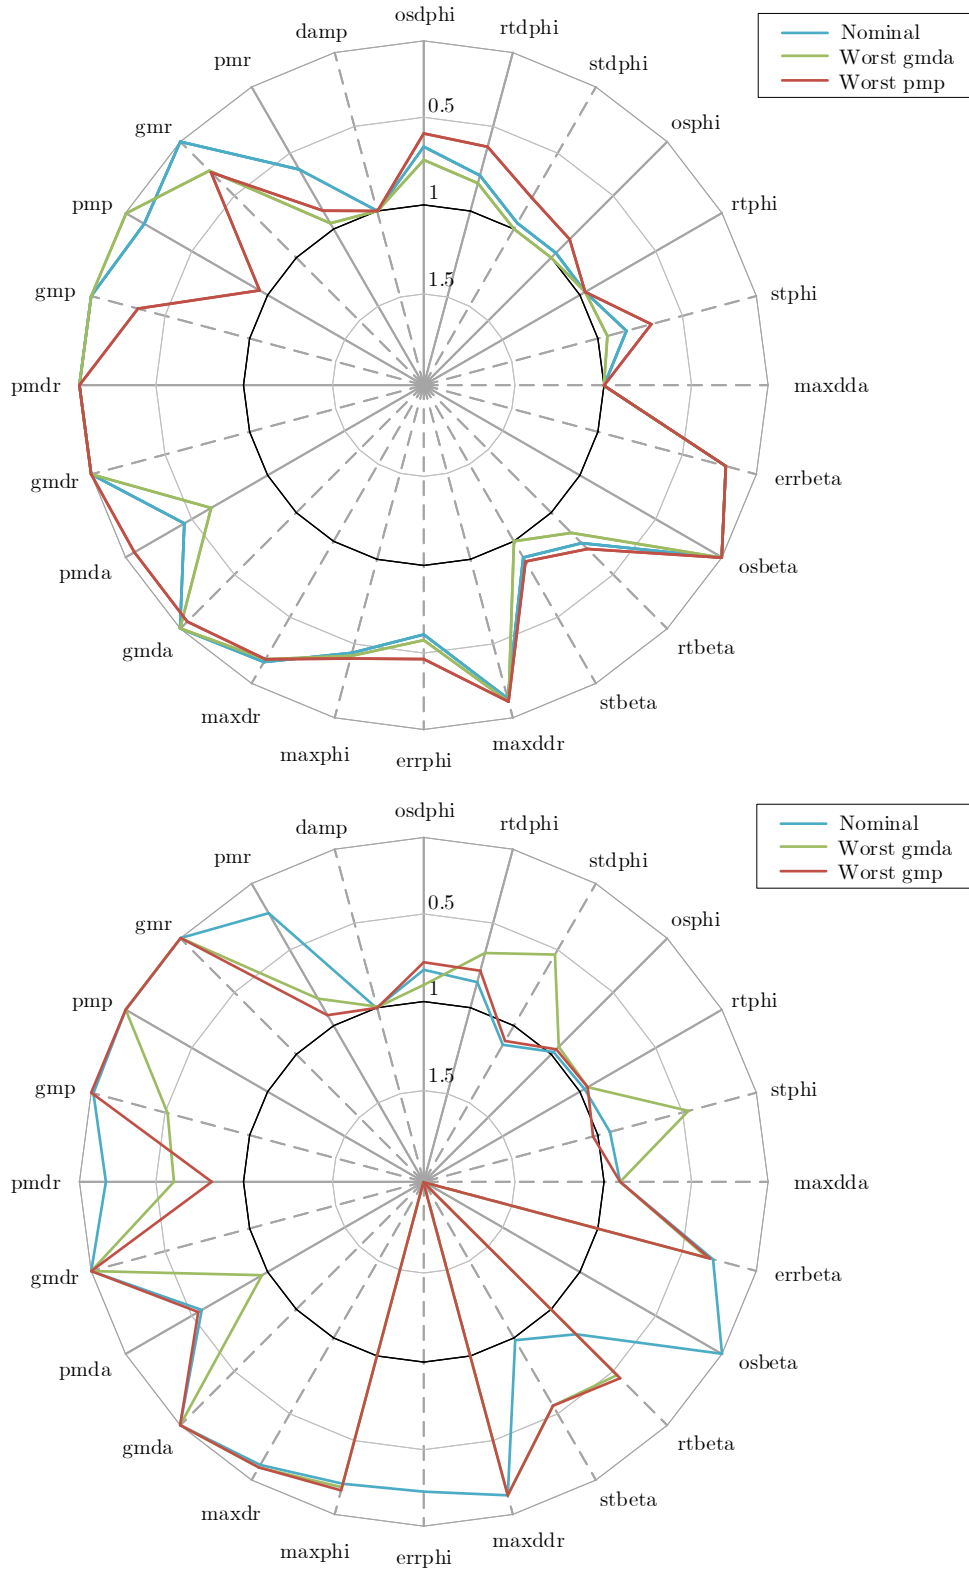 osdphi
damp
rtdphi
Nominal
Worst gmda
Worst pmp
pmr
stdphi
gmr
0.5
osphi
pmp
1
rtphi
gmp
1.5
stphi
pmdr
maxdda
gmdr
errbeta
pmda
osbeta
gmda
rtbeta
maxdr
stbeta
maxphi
errphi
maxddr
osdphi
damp
rtdphi
Nominal
Worst gmda
Worst gmp
pmr
stdphi
gmr
0.5
osphi
pmp
1
rtphi
gmp
1.5
stphi
pmdr
maxdda
gmdr
errbeta
pmda
osbeta
gmda
rtbeta
maxdr
stbeta
maxphi
errphi
maxddr